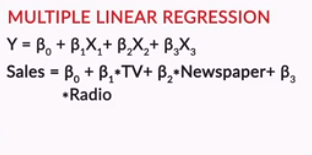 MULTIPLE LINEAR REGRESSION
Y = β₀ + β₁X₁+ β₂X₂+ β₃X₃
Sales = β₀ + β₁*TV+ β₂*Newspaper+ β₃
*Radio